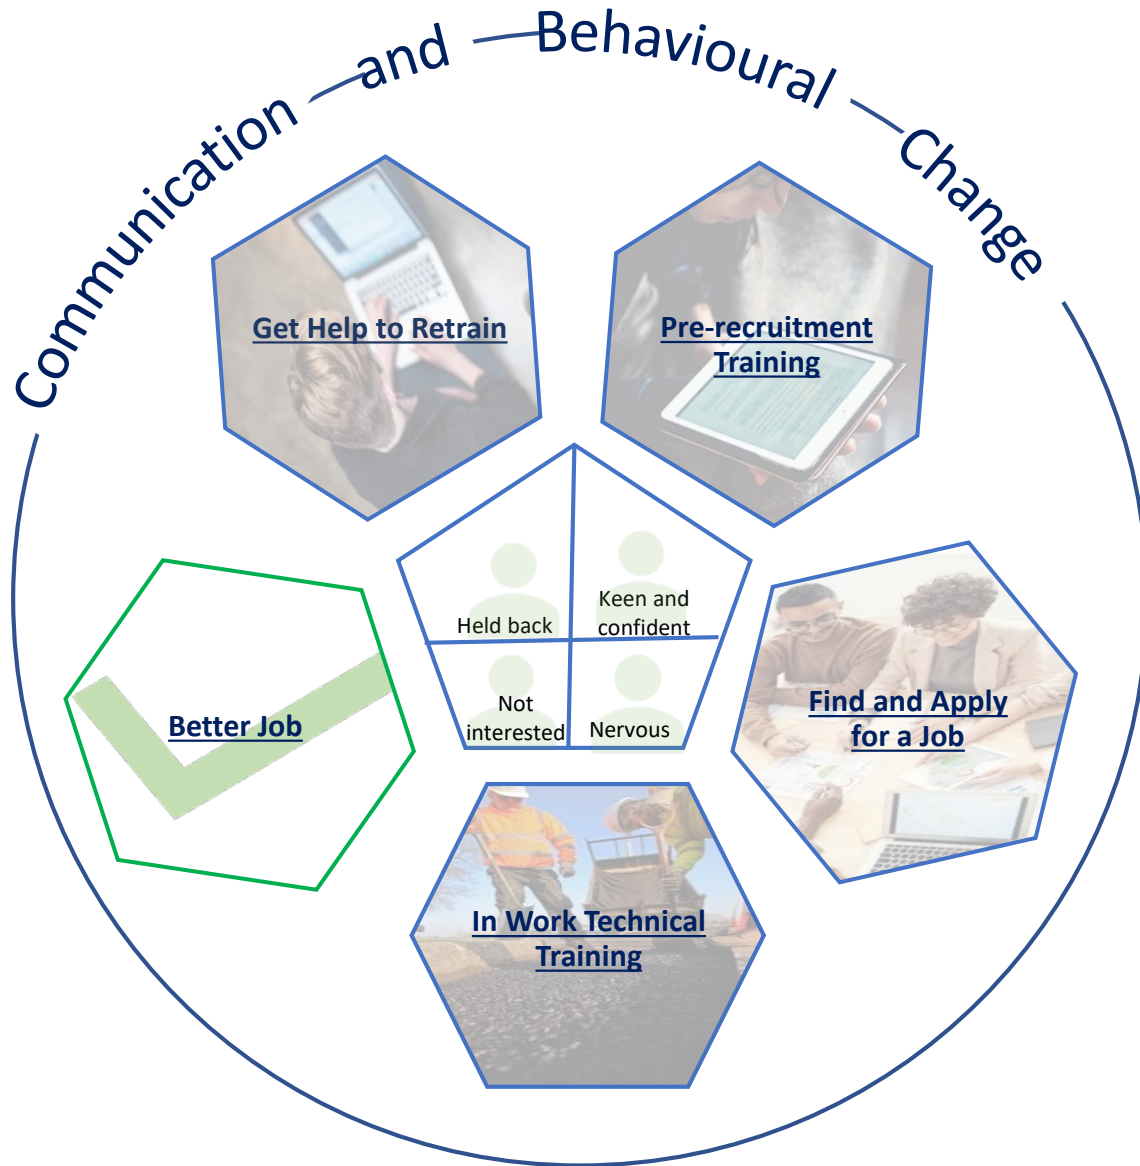 Communication and Behavioural Change
Get Help to Retrain
Pre-recruitment
Training
Held back
Keen and
confident
Not
interested
Nervous
Find and Apply
for a Job
Better Job
In Work Technical
Training